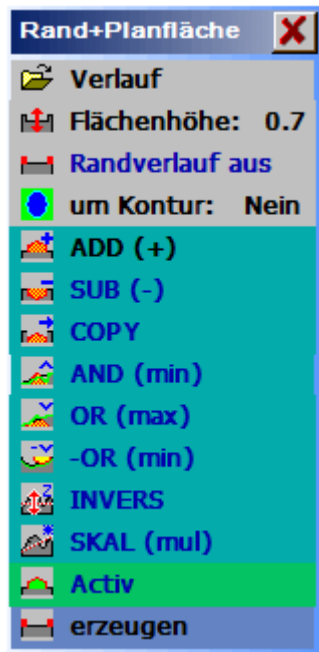 Rand+Planfläche
Verlauf
Flächenhöhe: 0.7
Randverlauf aus
um Kontur: Nein
ADD (+)
SUB (-)
COPY
AND (min)
OR (max)
-OR (min)
INVERS
SKAL (mul)
Activ
erzeugen